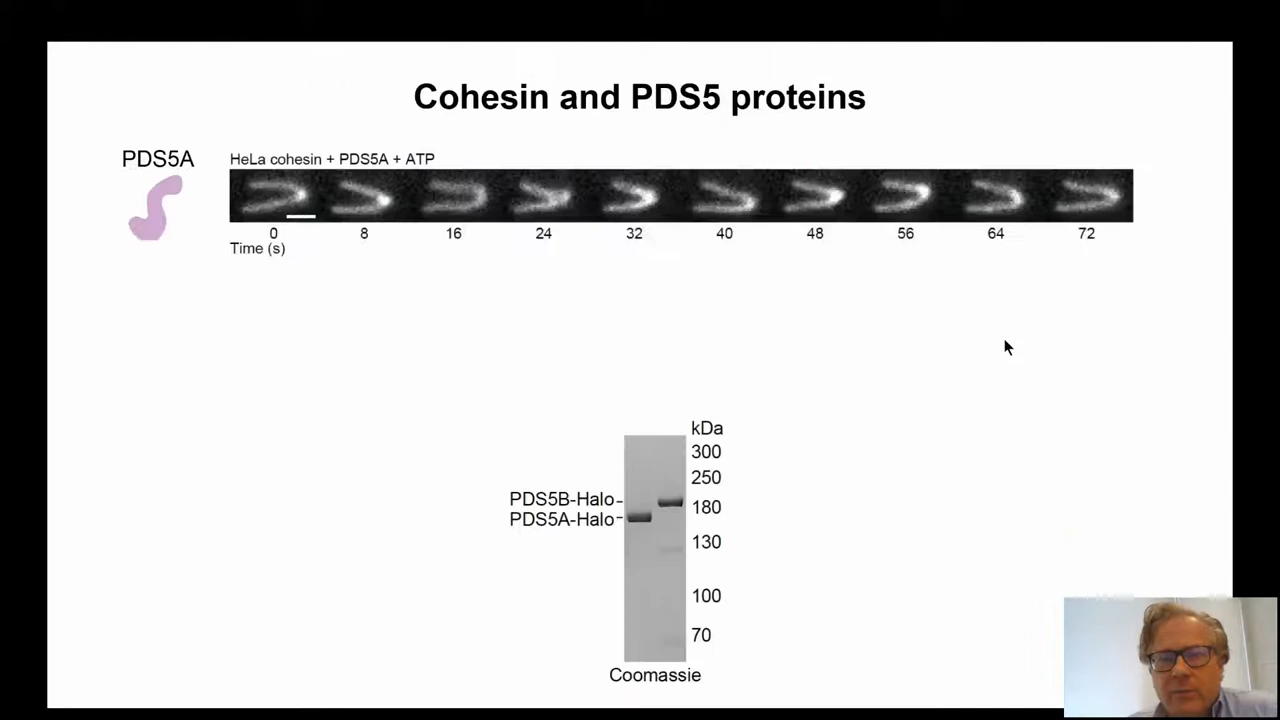 Cohesin and PDS5 proteins
PDS5A
HeLa cohesin + PDS5A + ATP
0 8 16 24 32 40 48 56 64 72
Time (s)
kDa
300
250
PDS5B-Halo-
180
PDS5A-Halo-
130
100
70
Coomassie